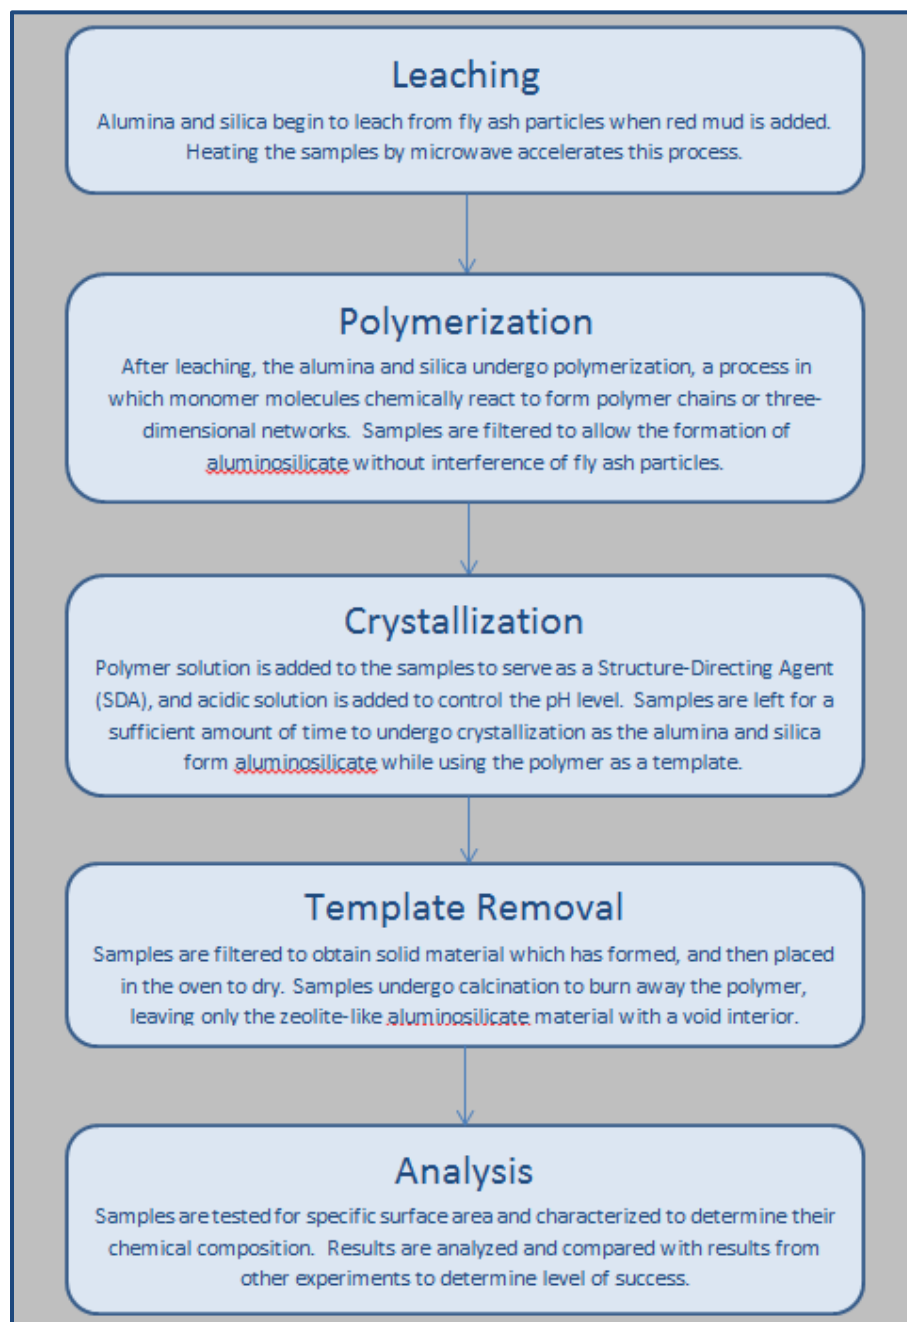 Leaching
Alumina and silica begin to leach from fly ash particles when red mud is added.
Heating the samples by microwave accelerates this process.
Polymerization
After leaching, the alumina and silica undergo polymerization, a process in
which monomer molecules chemically react to form polymer chains or three-
dimensional networks. Samples are filtered to allow the formation of
aluminosilicate without interference of fly ash particles.
Crystallization
Polymer solution is added to the samples to serve as a Structure-Directing Agent
(SDA), and acidic solution is added to control the pH level. Samples are left for a
sufficient amount of time to undergo crystallization as the alumina and silica
form aluminosilicate while using the polymer as a template.
Template Removal
Samples are filtered to obtain solid material which has formed, and then placed
in the oven to dry. Samples undergo calcination to burn away the polymer,
leaving only the zeolite-like aluminosilicate material with a void interior.
Analysis
Samples are tested for specific surface area and characterized to determine their
chemical composition. Results are analyzed and compared with results from
other experiments to determine level of success.